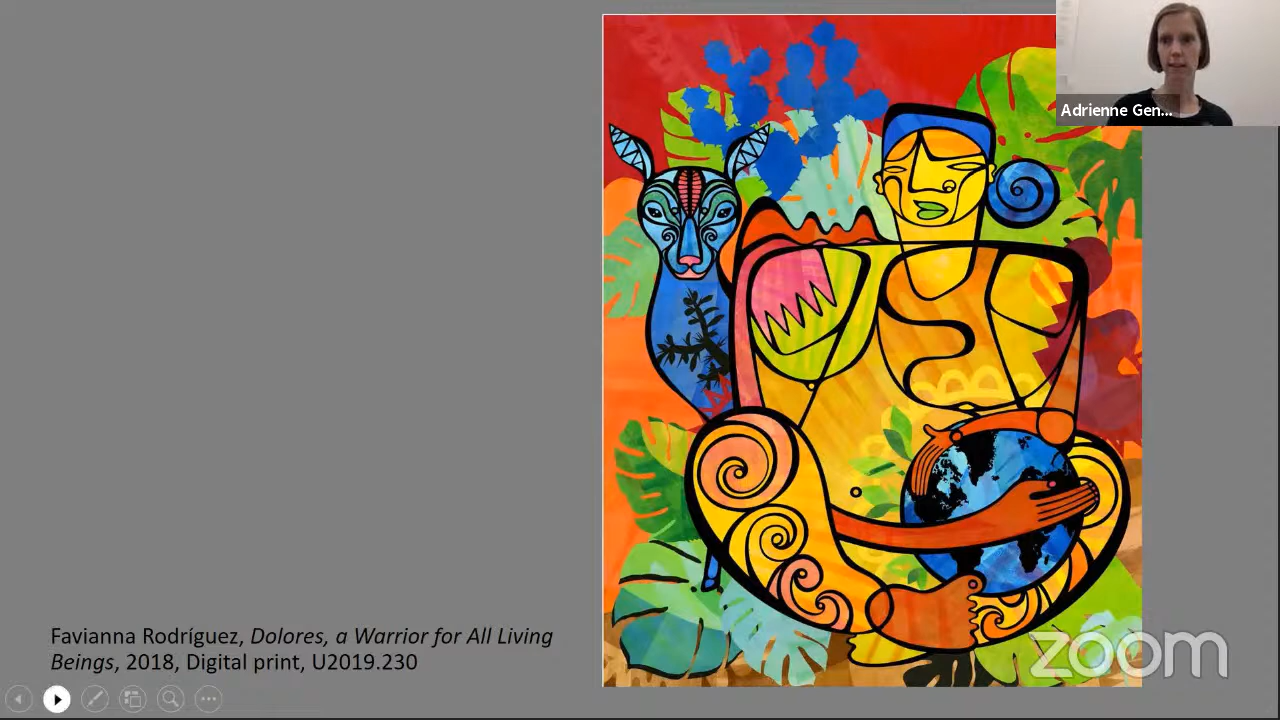 Adrienne Gen...
Favianna Rodríguez, Dolores, a Warrior for All Living
Beings, 2018, Digital print, U2019.230
zoom